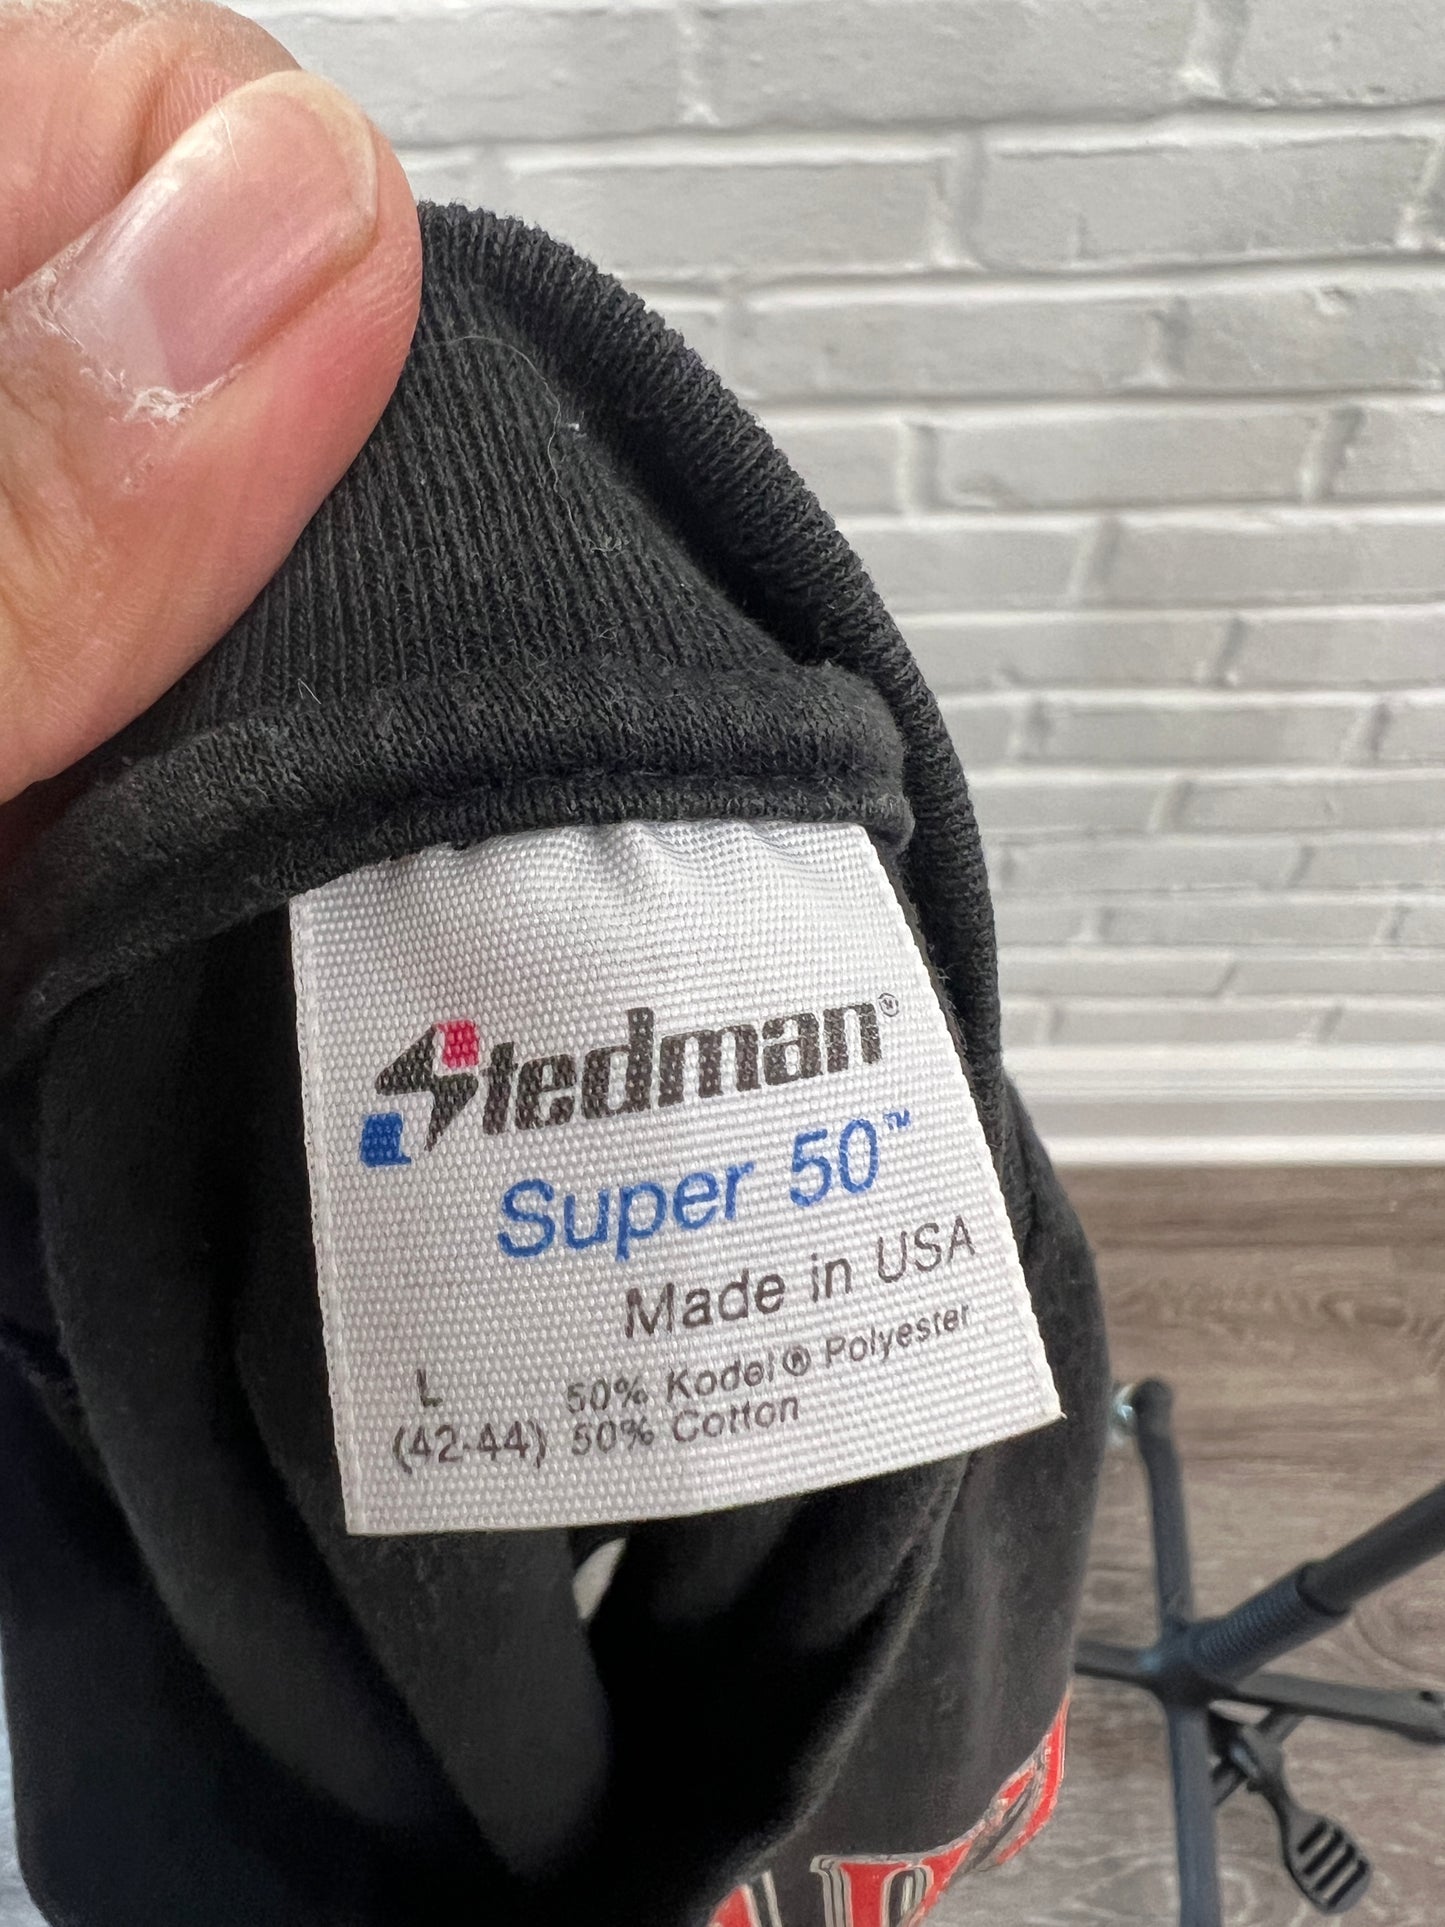 Stedman®
Super 50™
Made in USA
L 50% Kodel® Polyester
(42-44) 50% Cotton